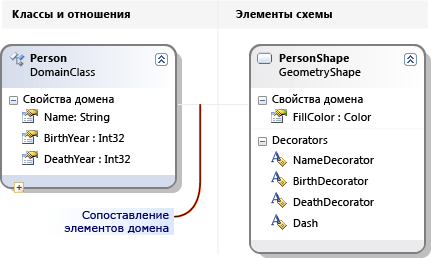 Классы и отношения
Элементы схемы
Person
DomainClass
Свойства домена
Name: String
BirthYear : Int32
DeathYear : Int32
Сопоставление
элементов домена
PersonShape
GeometryShape
Свойства домена
FillColor : Color
Decorators
NameDecorator
BirthDecorator
DeathDecorator
Dash